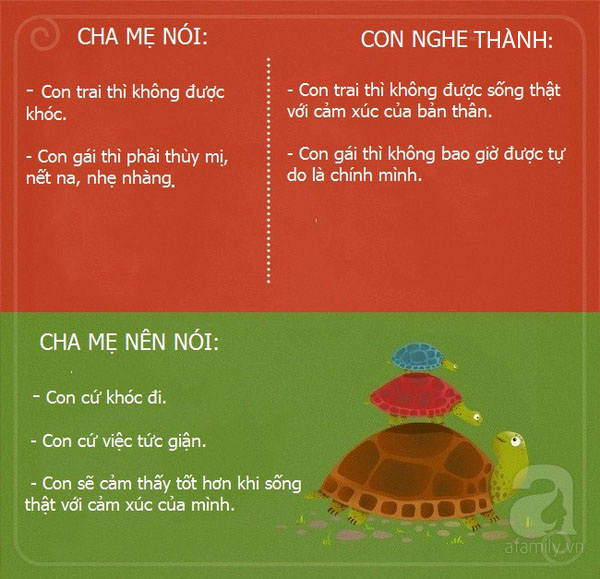 CHA MẸ NÓI:
- Con trai thì không được
khóc.
- Con gái thì phải thùy mị,
nết na, nhẹ nhàng.
CON NGHE THÀNH:
- Con trai thì không được sống thật
với cảm xúc của bản thân.
- Con gái thì không bao giờ được tự
do là chính mình.
CHA MẸ NÊN NÓI:
- Con cứ khóc đi.
- Con cứ việc tức giận.
- Con sẽ cảm thấy tốt hơn khi sống
thật với cảm xúc của mình.
a
afamily.vn